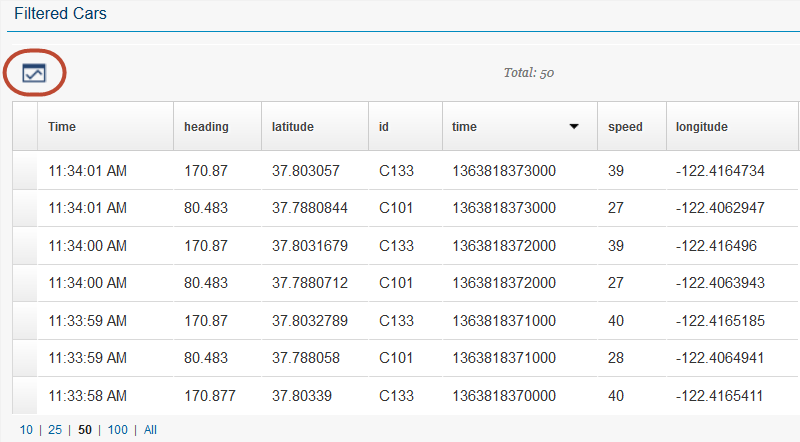 Filtered Cars
Total: 50
Time heading latitude id time speed longitude
11:34:01 AM 170.87 37.803057 C133 1363818373000 39 -122.4164734
11:34:01 AM 80.483 37.7880844 C101 1363818373000 27 -122.4062947
11:34:00 AM 170.87 37.8031679 C133 1363818372000 39 -122.416496
11:34:00 AM 80.483 37.7880712 C101 1363818372000 27 -122.4063943
11:33:59 AM 170.87 37.8032789 C133 1363818371000 40 -122.4165185
11:33:59 AM 80.483 37.788058 C101 1363818371000 28 -122.4064941
11:33:58 AM 170.877 37.80339 C133 1363818370000 40 -122.4165411
10 | 25 | 50 | 100 | All